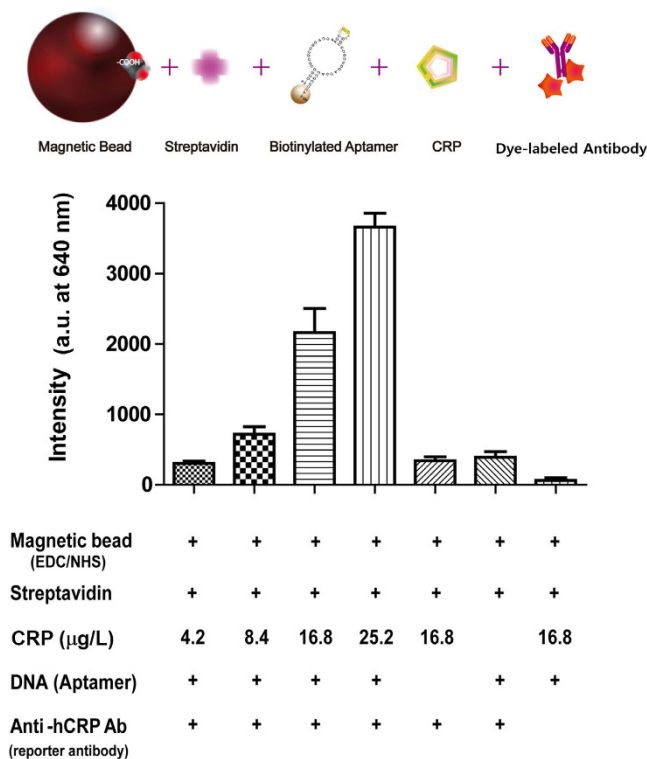 -COOH
+ + + +
Magnetic Bead Streptavidin Biotinylated Aptamer CRP Dye-labeled Antibody
4000
3000
2000
1000
0
Intensity (a.u. at 640 nm)
Magnetic bead + + + + + + +
(EDC/NHS)
Streptavidin + + + + + + +
CRP (μg/L) 4.2 8.4 16.8 25.2 16.8 16.8
DNA (Aptamer) + + + + + +
Anti-hCRP Ab + + + + + +
(reporter antibody)